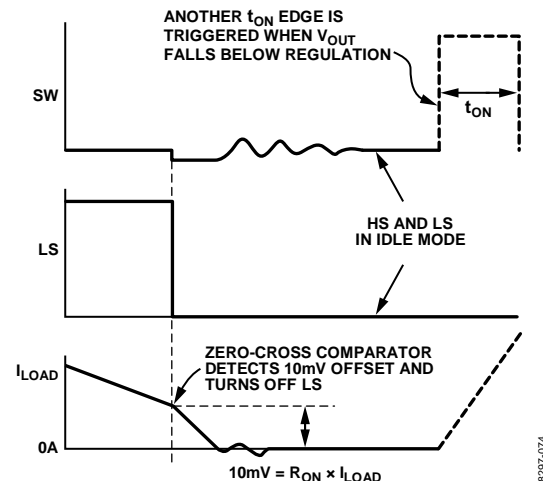 ANOTHER tON EDGE IS
TRIGGERED WHEN VOUT
FALLS BELOW REGULATION
SW
tON
HS AND LS
IN IDLE MODE
LS
ZERO-CROSS COMPARATOR
DETECTS 10mV OFFSET AND
TURNS OFF LS
ILOAD
0A
10mV = RON × ILOAD
8297-074